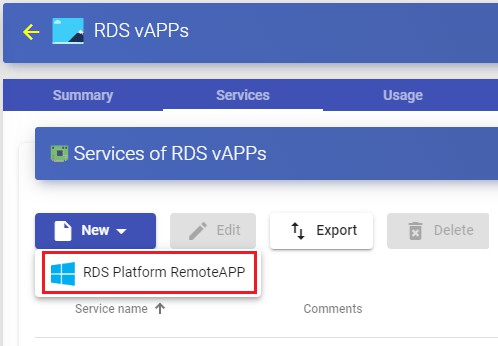 RDS vAPPs
Summary Services Usage
Services of RDS vAPPs
New Edit Export Delete
RDS Platform RemoteAPP
Service name Comments